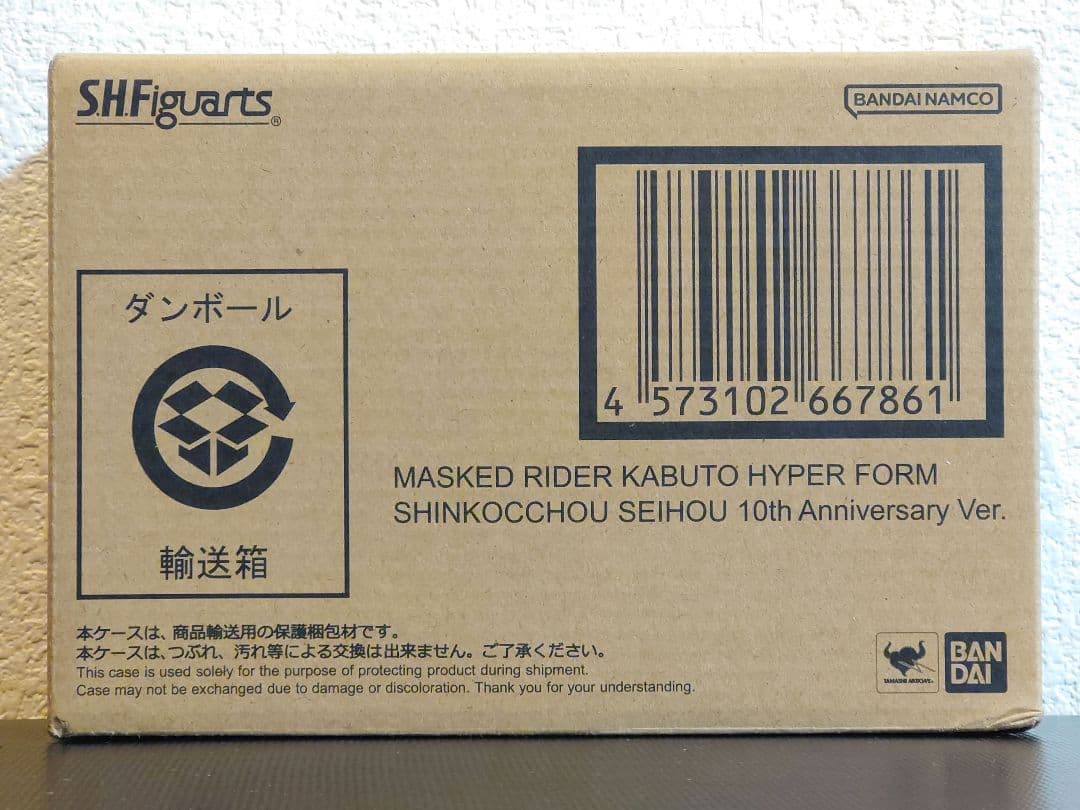 S.H.Figuarts®
BANDAI NAMCO
4 573102 667861
ダンボール
輸送箱
MASKED RIDER KABUTO HYPER FORM
SHINKOCCHOU SEIHOU 10th Anniversary Ver.
本ケースは、商品輸送用の保護梱包材です。
本ケースは、つぶれ、汚れ等による交換は出来ません。ご了承ください。
This case is used solely for the purpose of protecting product during shipment.
Case may not be exchanged due to damage or discoloration. Thank you for your understanding.
BAN
DAI